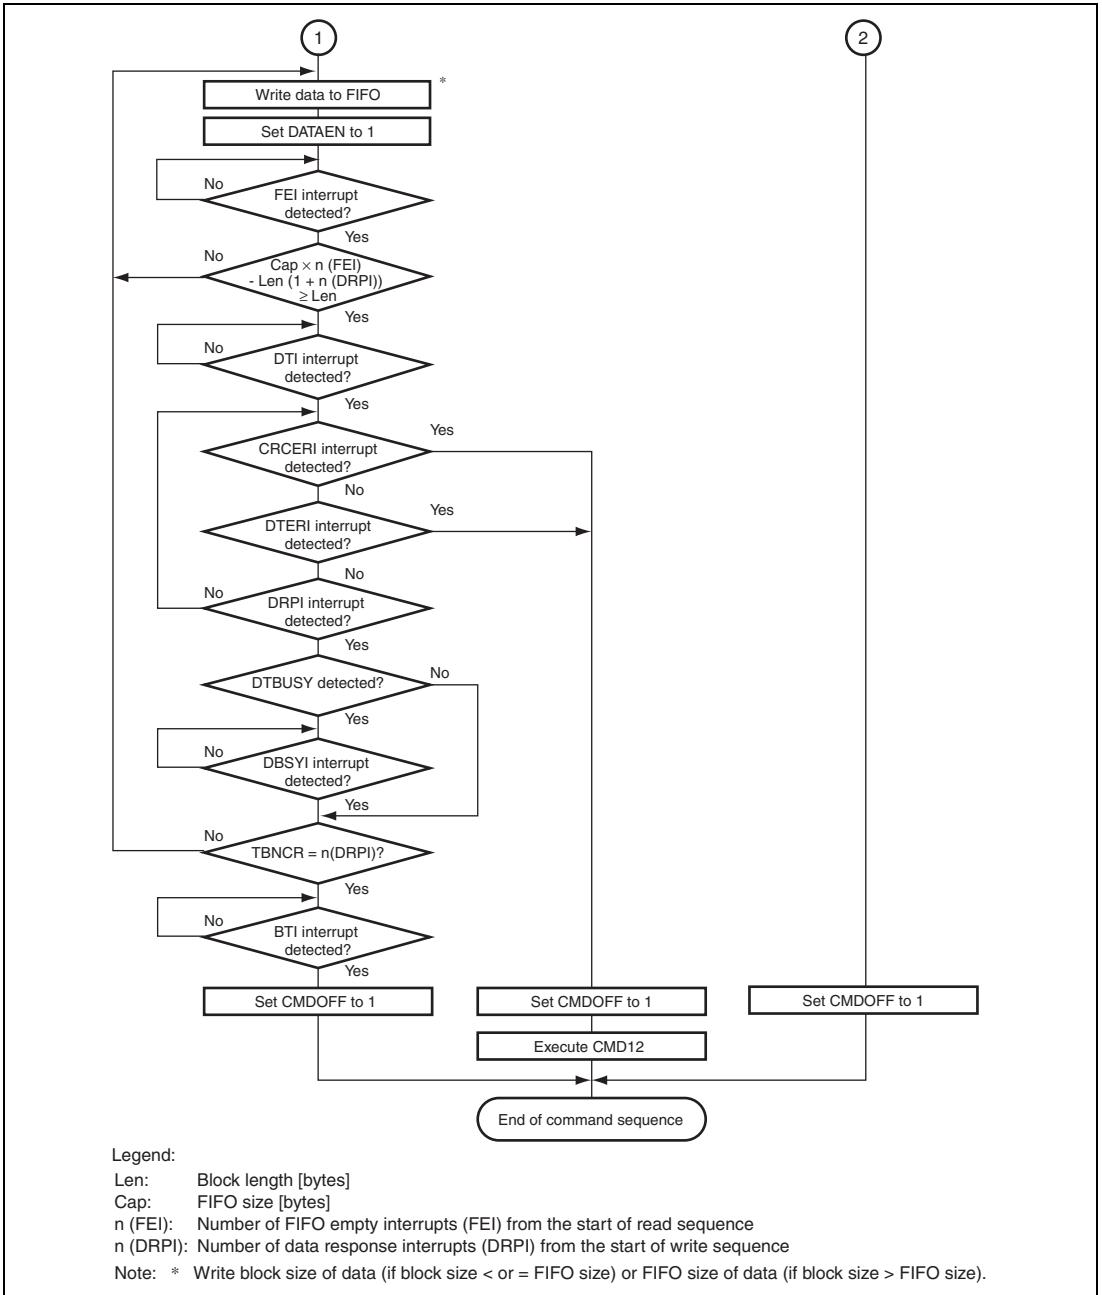 1
2
Write data to FIFO
*
Set DATAEN to 1
No
FEI interrupt
detected?
Yes
No
Cap × n (FEI)
- Len (1 + n (DRPI))
≥ Len
Yes
No
DTI interrupt
detected?
Yes
CRCERI interrupt
detected?
Yes
No
DTERI interrupt
detected?
Yes
No
No
DRPI interrupt
detected?
Yes
DTBUSY detected?
No
Yes
No
DBSYI interrupt
detected?
Yes
No
TBNCR = n(DRPI)?
Yes
No
BTI interrupt
detected?
Yes
Set CMDOFF to 1
Set CMDOFF to 1
Set CMDOFF to 1
Execute CMD12
End of command sequence
Legend:
Len: Block length [bytes]
Cap: FIFO size [bytes]
n (FEI): Number of FIFO empty interrupts (FEI) from the start of read sequence
n (DRPI): Number of data response interrupts (DRPI) from the start of write sequence
Note: * Write block size of data (if block size < or = FIFO size) or FIFO size of data (if block size > FIFO size).